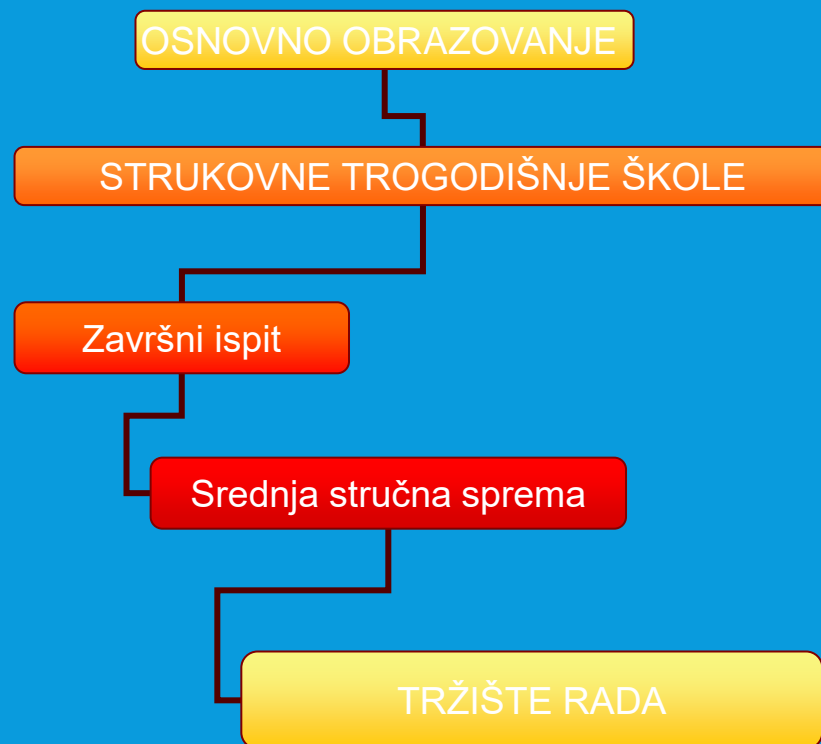 OSNOVNO OBRAZOVANJE
STRUKOVNE TROGODIŠNJE ŠKOLE
Završni ispit
Srednja stručna sprema
TRŽIŠTE RADA